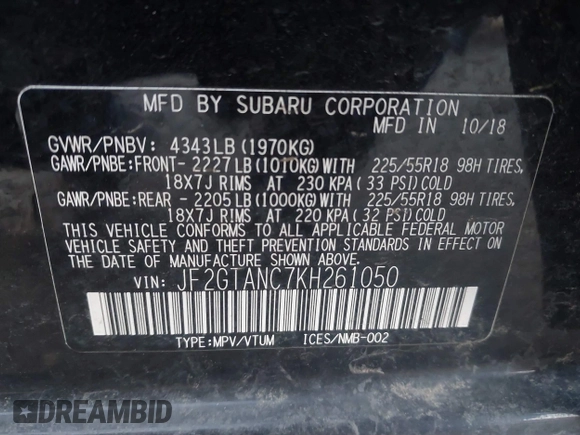 MFD BY SUBARU CORPORATION
MFD IN 10/18
GVWR/PNBV: 4343LB (1970KG)
GAWR/PNBE:FRONT- 2227LB (1010KG)WITH 225/55R18 98H TIRES,
18X7J RIMS AT 230 KPA (33 PSI)COLD
GAWR/PNBE:REAR - 2205LB (1000KG)WITH 225/55R18 98H TIRES,
18X7J RIMS AT 220 KPA (32 PSI)COLD
THIS VEHICLE CONFORMS TO ALL APPLICABLE FEDERAL MOTOR
VEHICLE SAFETY AND THEFT PREVENTION STANDARDS IN EFFECT
ON THE DATE OF MANUFACTURE SHOWN ABOVE.
VIN: JF2GTANC7KH261050
TYPE:MPV/VTUM ICES/NMB-002
DREAMBID